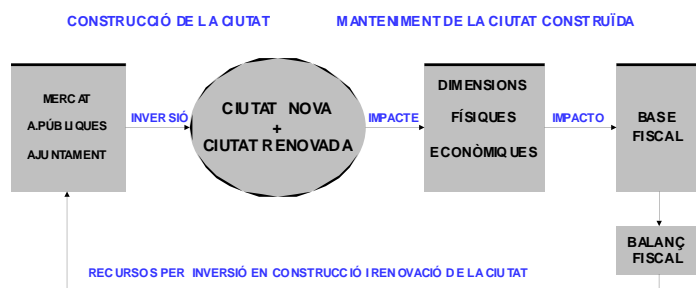 CONSTRUCCIÓ DE LA CIUTAT
MANTENIMENT DE LA CIUTAT CONSTRUÏDA
MERCAT
A.PÚBLIQUES
AJUNTAMENT
INVERSIÓ
CIUTAT NOVA
+
CIUTAT RENOVADA
IMPACTE
DIMENSIONS
FÍSIQUES
ECONÒMIQUES
IMPACTO
BASE
FISCAL
BALANÇ
FISCAL
RECURSOS PER INVERSIÓ EN CONSTRUCCIÓ I RENOVACIÓ DE LA CIUTAT